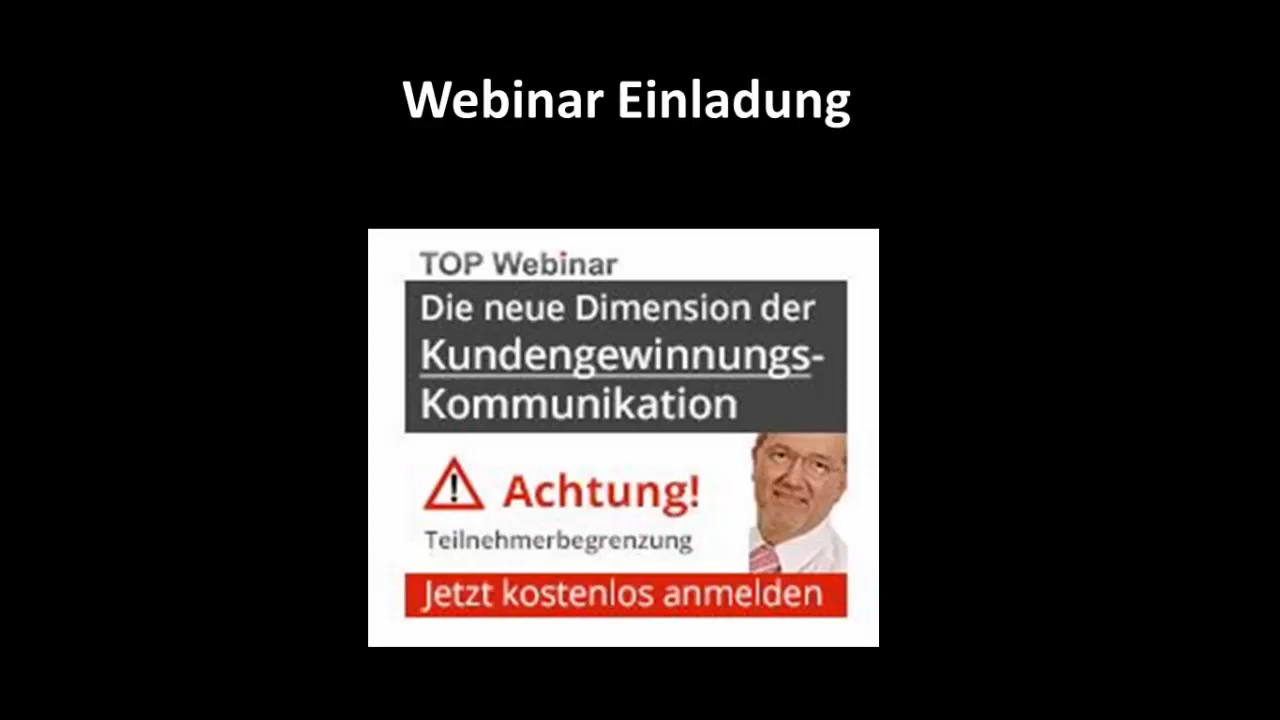 Webinar Einladung
TOP Webinar
Die neue Dimension der
Kundengewinnungs-
Kommunikation
Achtung!
Teilnehmerbegrenzung
Jetzt kostenlos anmelden